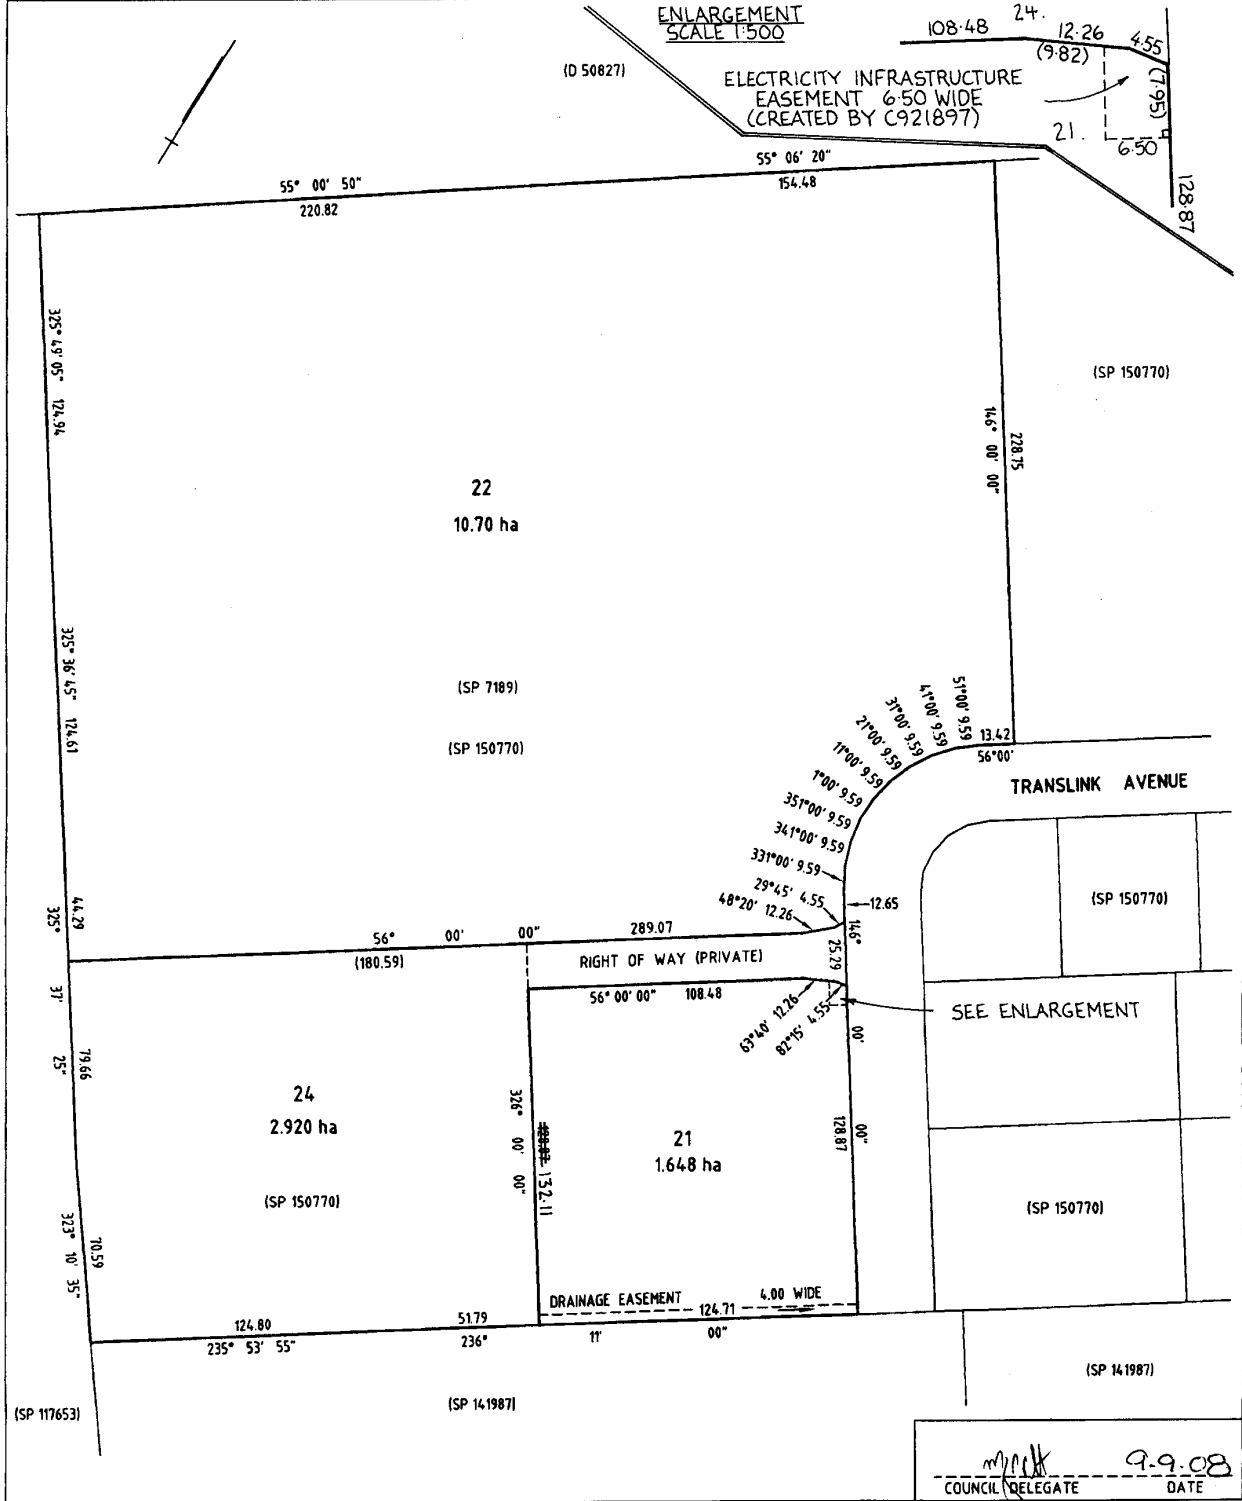 ENLARGEMENT
SCALE 1:500
(D 50827)
108·48
24.
12·26
(9·82)
4·55
(7·95)
ELECTRICITY INFRASTRUCTURE
EASEMENT 6·50 WIDE
(CREATED BY C921897)
21.
6·50
128·87
55° 00' 50"
220.82
55° 06' 20"
154.48
325° 49' 05" 124.94
(SP 150770)
146° 00' 00"
228.75
22
10.70 ha
325° 36' 45" 124.61
(SP 7189)
(SP 150770)
51°00' 9.59
41°00' 9.59
31°00' 9.59
21°00' 9.59
11°00' 9.59
1°00' 9.59
351°00' 9.59
341°00' 9.59
331°00' 9.59
29°45' 4.55
48°20' 12.26
13.42
56°00'
TRANSLINK AVENUE
12.65
(SP 150770)
44.29
325° 37' 25"
79.66
56° 00' 00"
289.07
(180.59)
RIGHT OF WAY (PRIVATE)
146° 00' 00"
25.29
56° 00' 00" 108.48
63°40' 12.26
82°15' 4.55
SEE ENLARGEMENT
24
2.920 ha
(SP 150770)
326° 00' 00"
128.87 132·11
21
1.648 ha
128.87
(SP 150770)
323° 10' 35"
70.59
DRAINAGE EASEMENT 4.00 WIDE
124.71
124.80
235° 53' 55"
51.79
236° 11' 00"
(SP 117653)
(SP 141987)
(SP 141987)
9·9·08
COUNCIL DELEGATE DATE